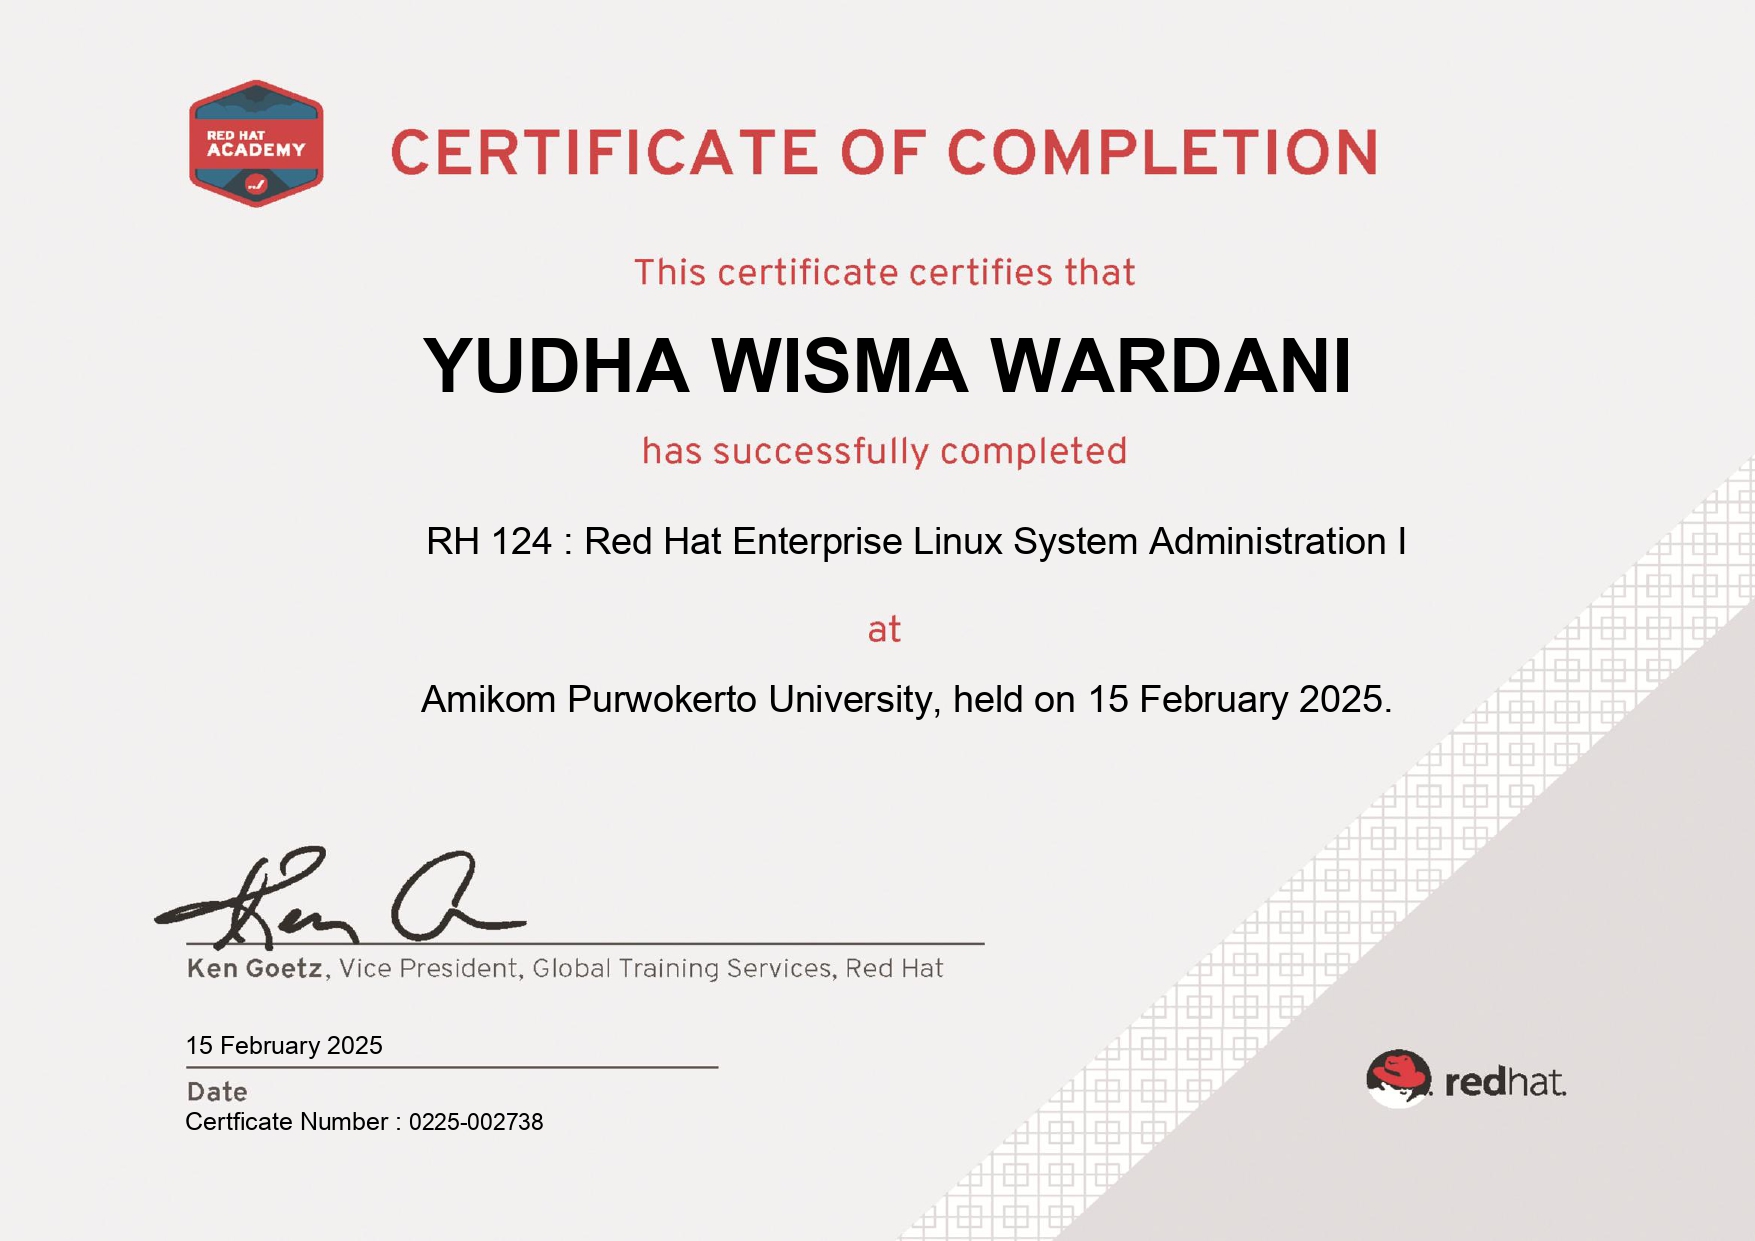 RED HAT
ACADEMY
CERTIFICATE OF COMPLETION
This certificate certifies that
YUDHA WISMA WARDANI
has successfully completed
RH 124 : Red Hat Enterprise Linux System Administration I
at
Amikom Purwokerto University, held on 15 February 2025.
Ken Goetz, Vice President, Global Training Services, Red Hat
15 February 2025
Date
Certficate Number : 0225-002738
redhat.